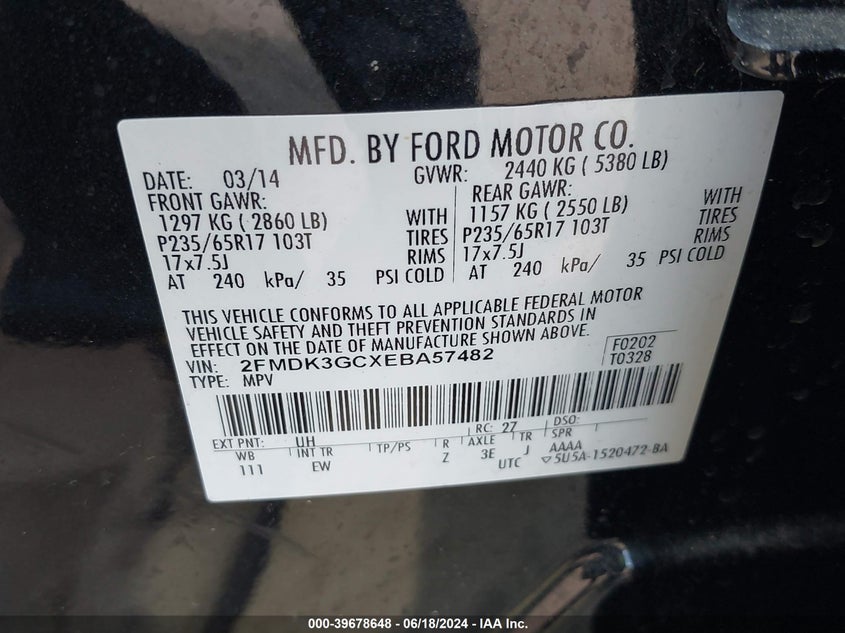 MFD. BY FORD MOTOR CO.
DATE: 03/14 GVWR: 2440 KG ( 5380 LB)
FRONT GAWR: REAR GAWR:
1297 KG ( 2860 LB) WITH 1157 KG ( 2550 LB) WITH
P235/65R17 103T TIRES P235/65R17 103T TIRES
17x7.5J RIMS 17x7.5J RIMS
AT 240 kPa/ 35 PSI COLD AT 240 kPa/ 35 PSI COLD
THIS VEHICLE CONFORMS TO ALL APPLICABLE FEDERAL MOTOR
VEHICLE SAFETY AND THEFT PREVENTION STANDARDS IN
EFFECT ON THE DATE OF MANUFACTURE SHOWN ABOVE.
VIN: 2FMDK3GCXEBA57482 F0202
TYPE: MPV T0328
EXT PNT: UH RC: 27 DSO:
WB INT TR TP/PS R AXLE TR SPR
111 EW Z 3E J AAAA
UTC ▽5U5A-1520472-BA
000-39678648 - 06/18/2024 - IAA Inc.